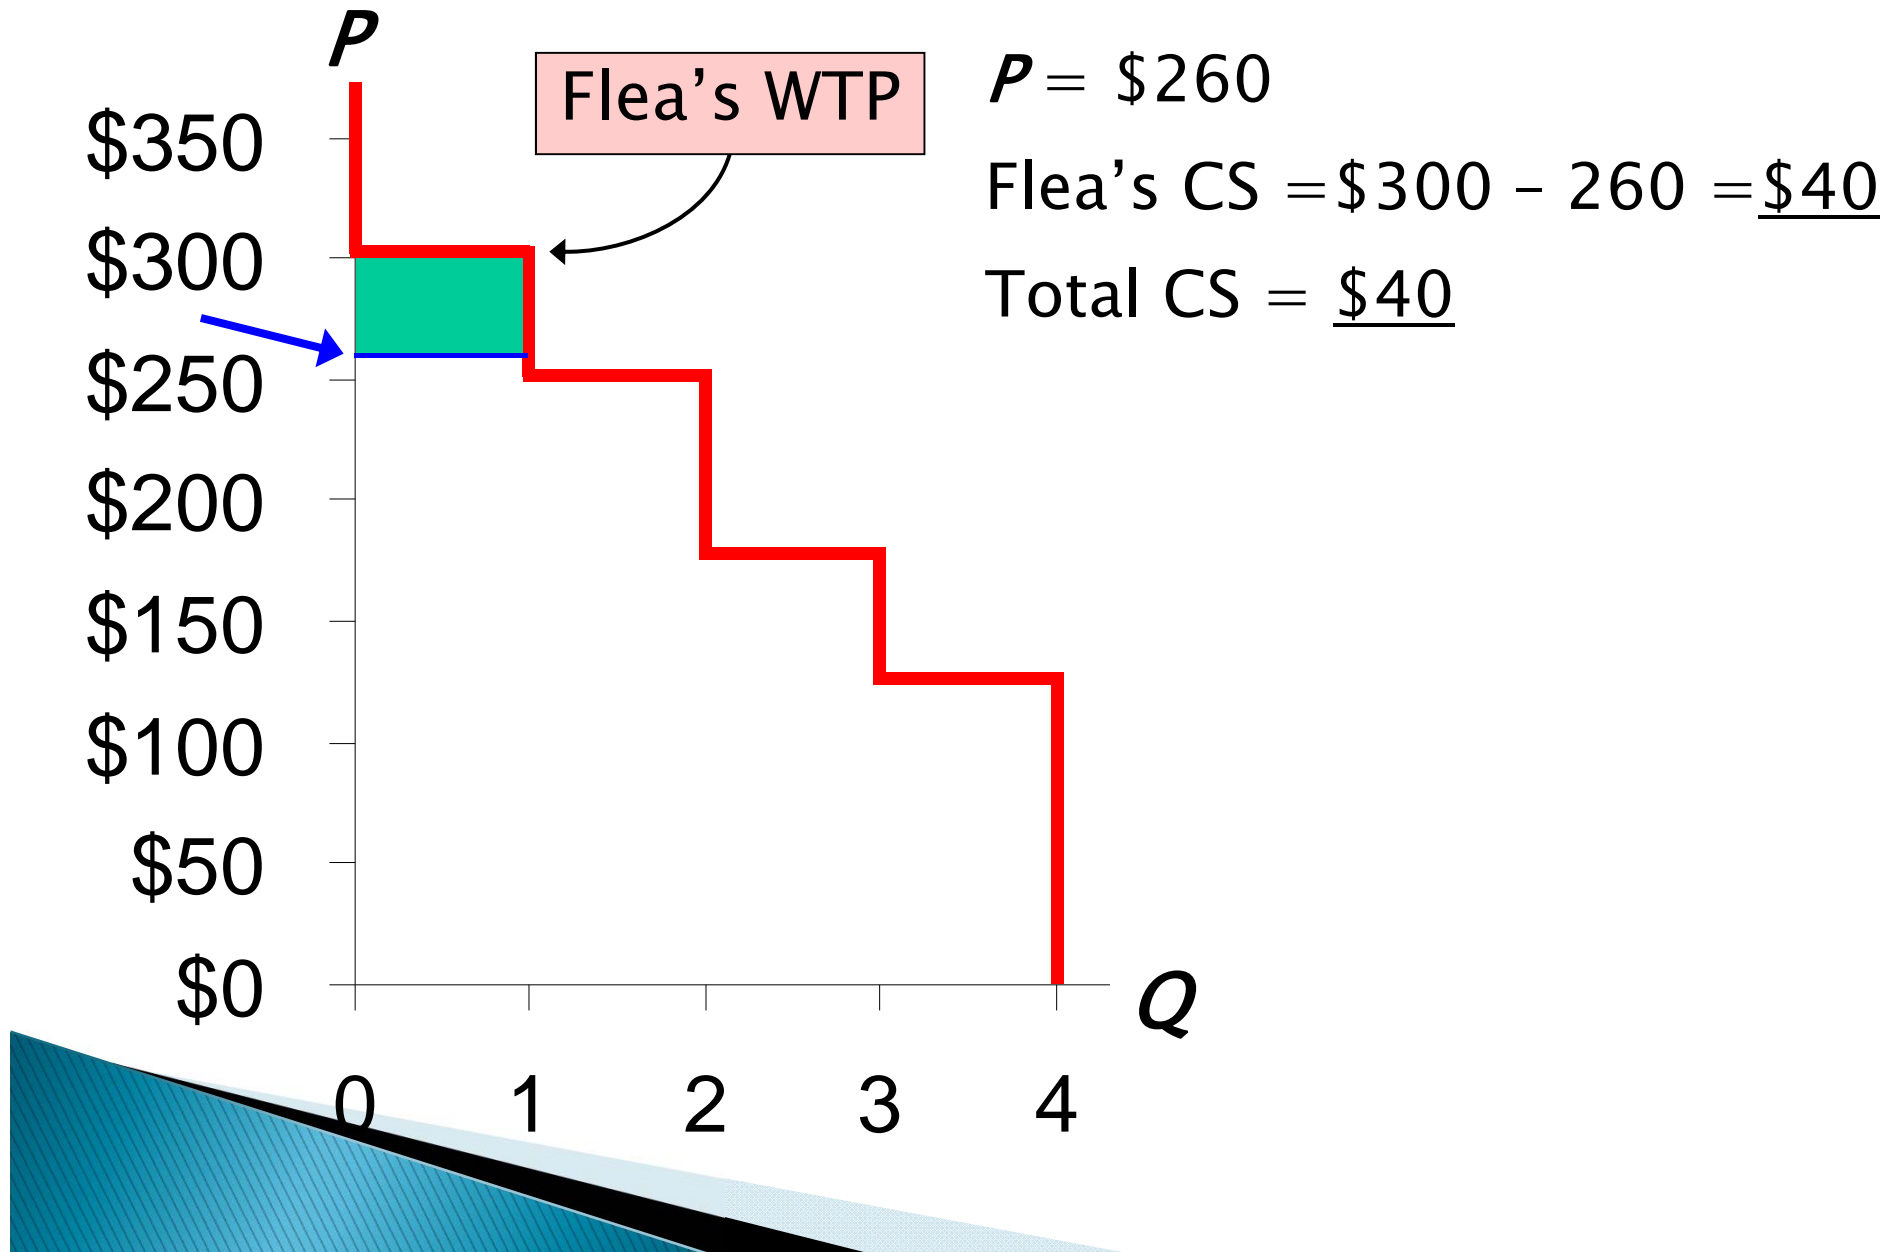 P
Flea’s WTP
P = $260
Flea’s CS =$300 – 260 =$40
Total CS = $40
$350
$300
$250
$200
$150
$100
$50
$0
Q
0 1 2 3 4